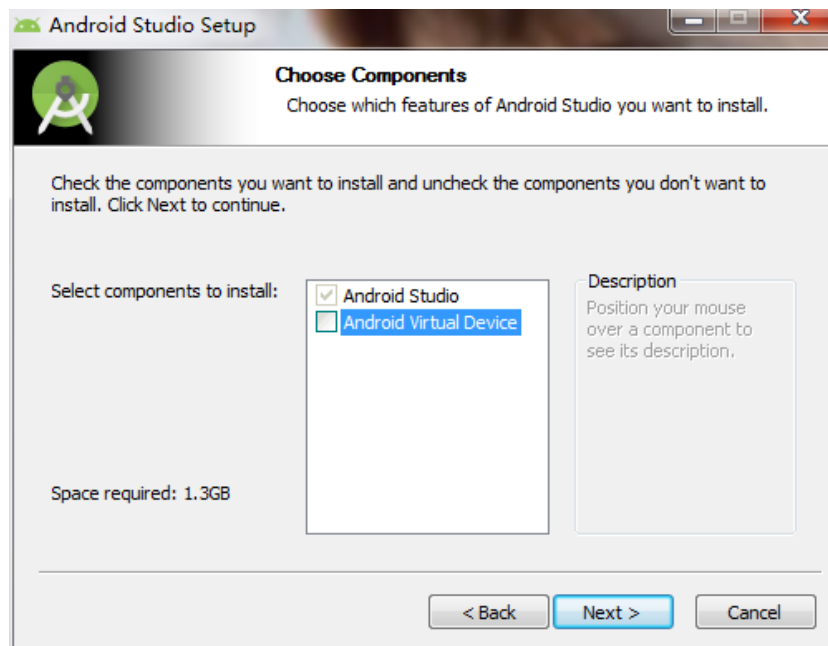 Android Studio Setup
Choose Components
Choose which features of Android Studio you want to install.
Check the components you want to install and uncheck the components you don't want to
install. Click Next to continue.
Select components to install:
Android Studio
Android Virtual Device
Description
Position your mouse
over a component to
see its description.
Space required: 1.3GB
< Back
Next >
Cancel